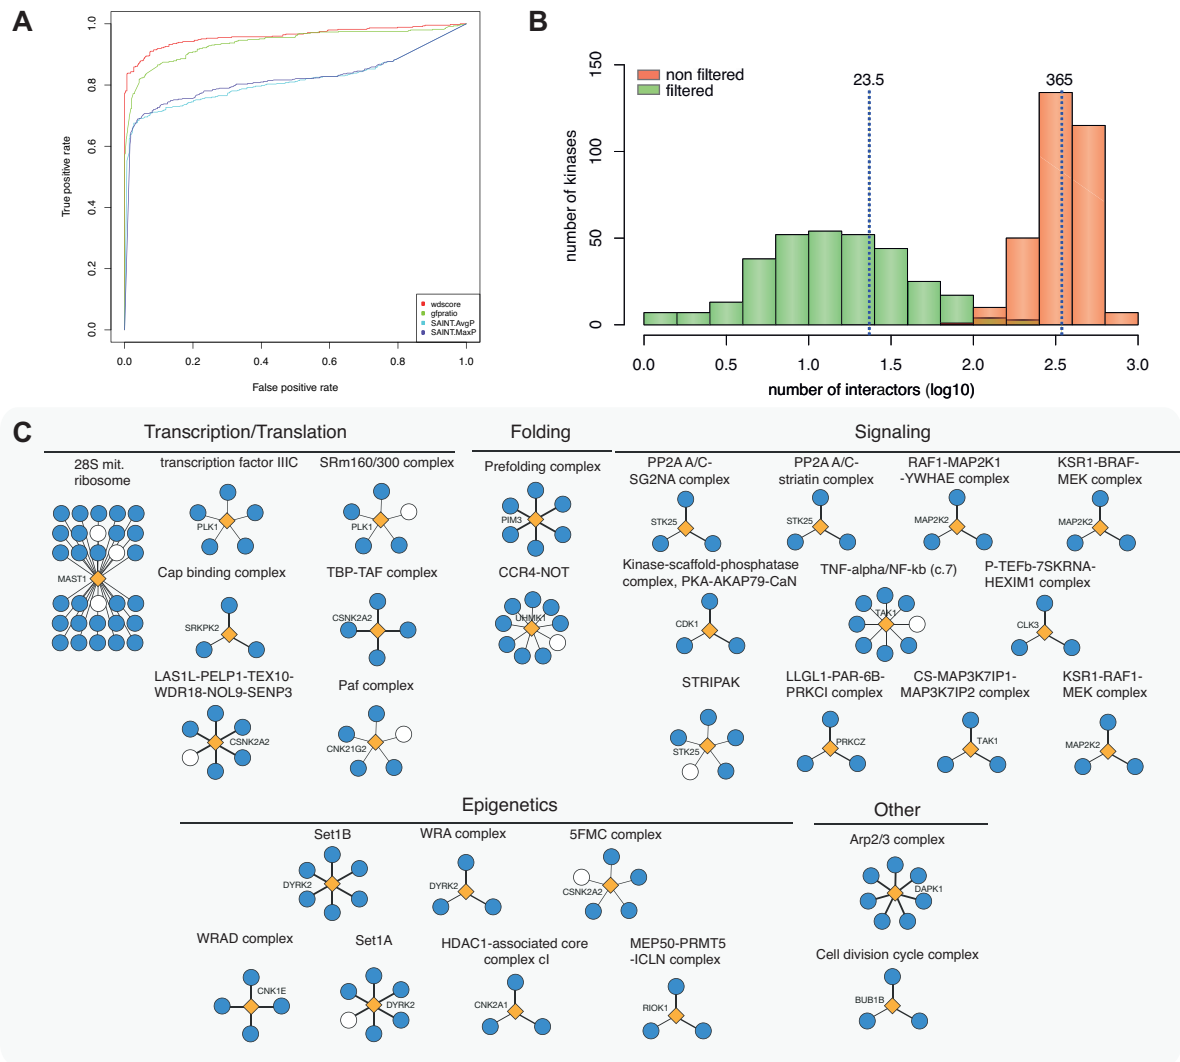 A
1.0
0.8
0.6
0.4
0.2
0.0
True positive rate
wdscore
gfpratio
SAINT.AvgP
SAINT.MaxP
0.0
0.2
0.4
0.6
0.8
1.0
False positive rate
B
150
100
50
0
number of kinases
non filtered
filtered
23.5
365
0.0
0.5
1.0
1.5
2.0
2.5
3.0
number of interactors (log10)
C
Transcription/Translation
28S mit.
ribosome
MAST1
transcription factor IIIC
PLK1
SRm160/300 complex
PLK1
Cap binding complex
SRKPK2
TBP-TAF complex
CSNK2A2
LAS1L-PELP1-TEX10-
WDR18-NOL9-SENP3
CSNK2A2
Paf complex
CNK21G2
Folding
Prefolding complex
PIM3
CCR4-NOT
UHMK1
Signaling
PP2A A/C-
SG2NA complex
STK25
PP2A A/C-
striatin complex
STK25
RAF1-MAP2K1
-YWHAE complex
MAP2K2
KSR1-BRAF-
MEK complex
MAP2K2
Kinase-scaffold-phosphatase
complex, PKA-AKAP79-CaN
CDK1
TNF-alpha/NF-kb (c.7)
TAK1
P-TEFb-7SKRNA-
HEXIM1 complex
CLK3
STRIPAK
STK25
LLGL1-PAR-6B-
PRKCI complex
PRKCZ
CS-MAP3K7IP1-
MAP3K7IP2 complex
TAK1
KSR1-RAF1-
MEK complex
MAP2K2
Epigenetics
Set1B
DYRK2
WRA complex
DYRK2
5FMC complex
CSNK2A2
WRAD complex
CNK1E
Set1A
DYRK2
HDAC1-associated core
complex cI
CNK2A1
MEP50-PRMT5
-ICLN complex
RIOK1
Other
Arp2/3 complex
DAPK1
Cell division cycle complex
BUB1B